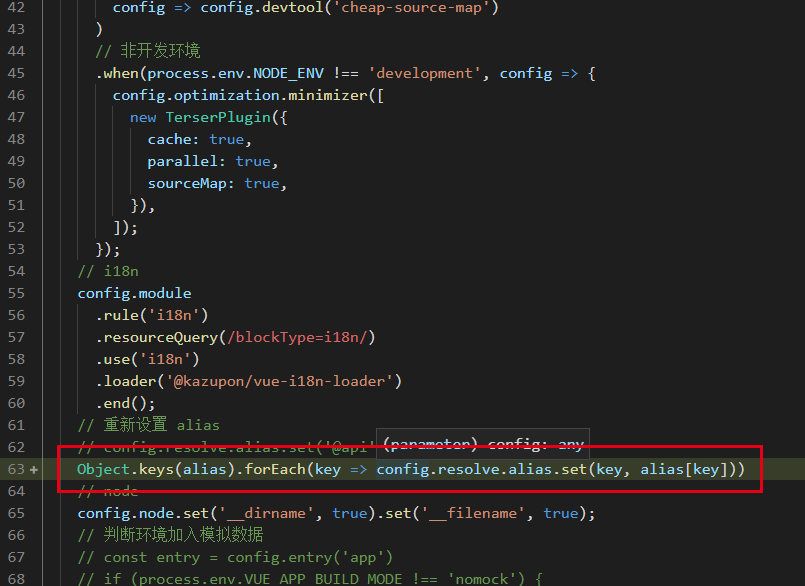 42 config => config.devtool('cheap-source-map')
43 )
44 // 非开发环境
45 .when(process.env.NODE_ENV !== 'development', config => {
46 config.optimization.minimizer([
47 new TerserPlugin({
48 cache: true,
49 parallel: true,
50 sourceMap: true,
51 }),
52 ]);
53 });
54 // i18n
55 config.module
56 .rule('i18n')
57 .resourceQuery(/blockType=i18n/)
58 .use('i18n')
59 .loader('@kazupon/vue-i18n-loader')
60 .end();
61 // 重新设置 alias
(parameter) config: any
62 // config.resolve.alias.set('@api'
63 + Object.keys(alias).forEach(key => config.resolve.alias.set(key, alias[key]))
64 // node
65 config.node.set('__dirname', true).set('__filename', true);
66 // 判断环境加入模拟数据
67 // const entry = config.entry('app')
68 // if (process.env.VUE_APP_BUILD_MODE !== 'nomock') {